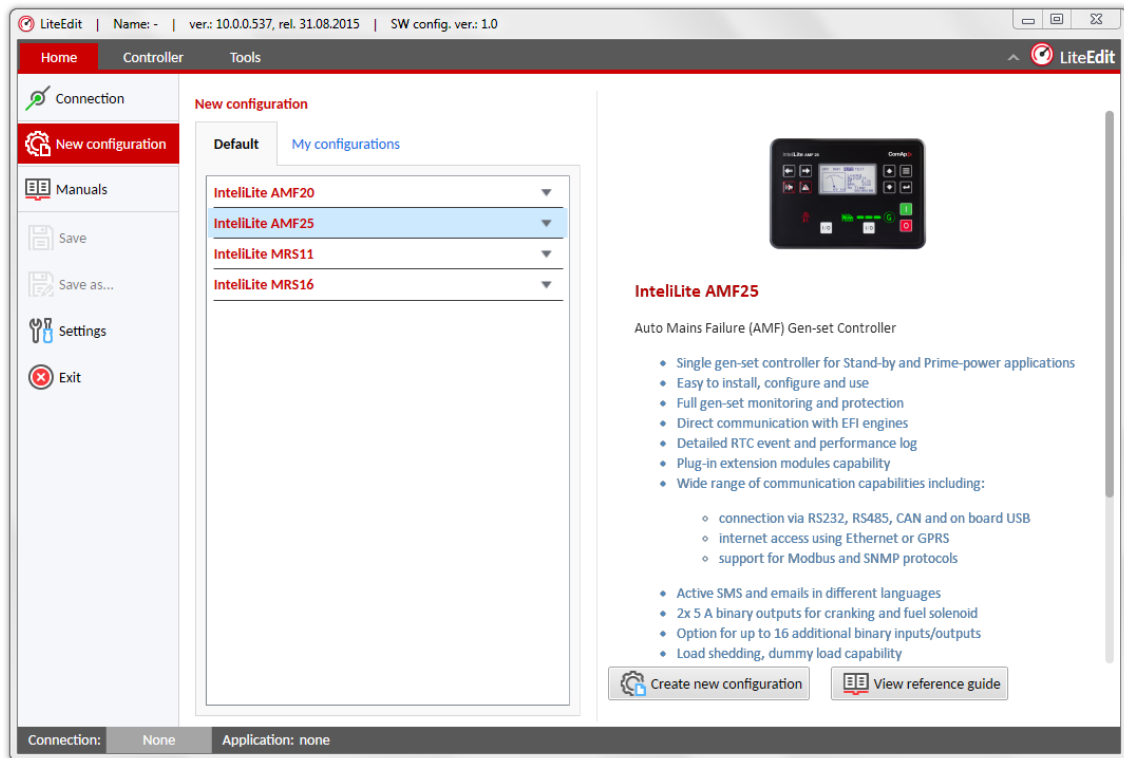 LiteEdit | Name: - | ver.: 10.0.0.537, rel. 31.08.2015 | SW config. ver.: 1.0
Home Controller Tools LiteEdit
Connection
New configuration
Manuals
Save
Save as...
Settings
Exit
New configuration
Default My configurations
InteliLite AMF20
InteliLite AMF25
InteliLite MRS11
InteliLite MRS16
InteliLite AMF 25 ComAp
I/O I/O
InteliLite AMF25
Auto Mains Failure (AMF) Gen-set Controller
Single gen-set controller for Stand-by and Prime-power applications
Easy to install, configure and use
Full gen-set monitoring and protection
Direct communication with EFI engines
Detailed RTC event and performance log
Plug-in extension modules capability
Wide range of communication capabilities including:
connection via RS232, RS485, CAN and on board USB
internet access using Ethernet or GPRS
support for Modbus and SNMP protocols
Active SMS and emails in different languages
2x 5 A binary outputs for cranking and fuel solenoid
Option for up to 16 additional binary inputs/outputs
Load shedding, dummy load capability
Create new configuration View reference guide
Connection: None Application: none